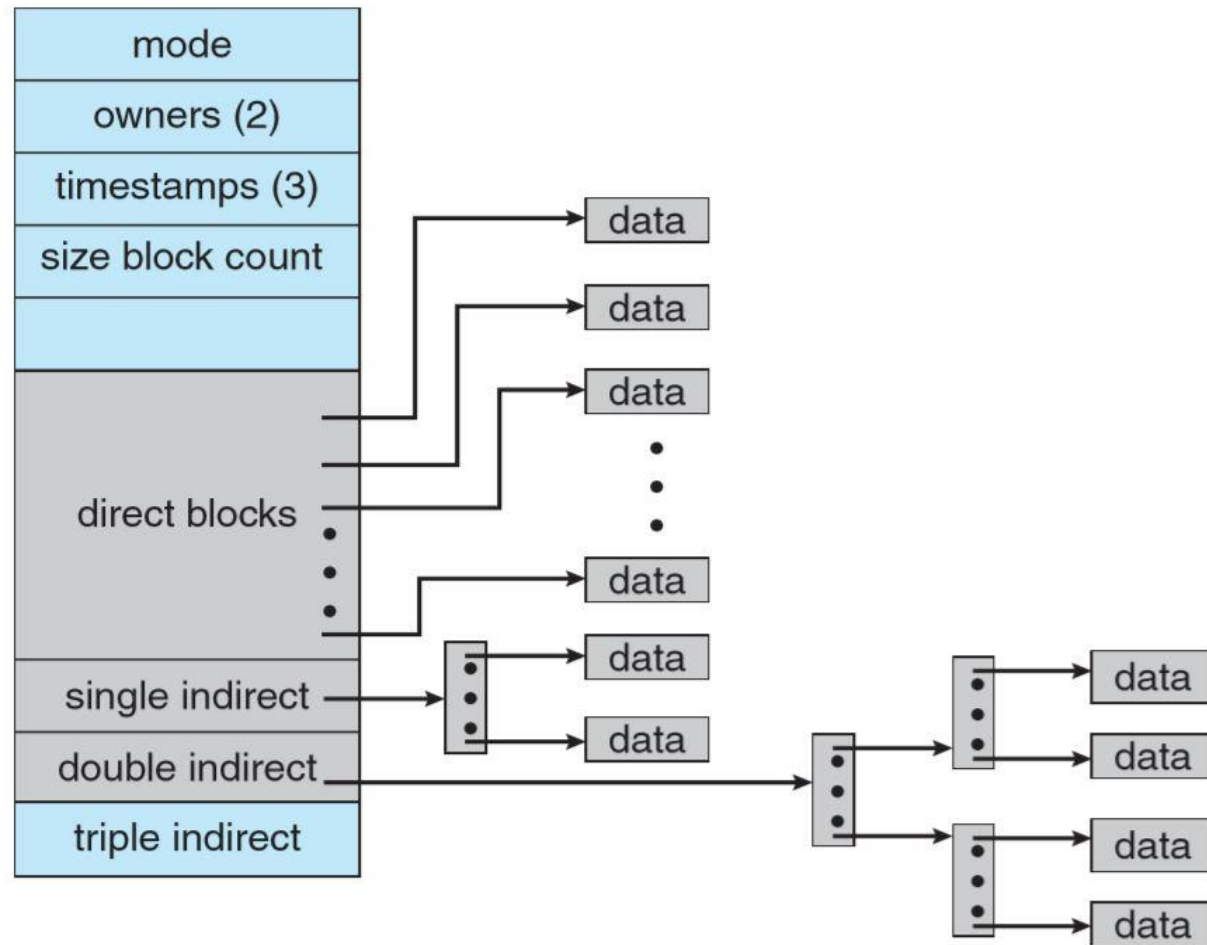 mode
owners (2)
timestamps (3)
size block count
direct blocks
single indirect
double indirect
triple indirect
data
data
data
data
data
data
data
data
data
data